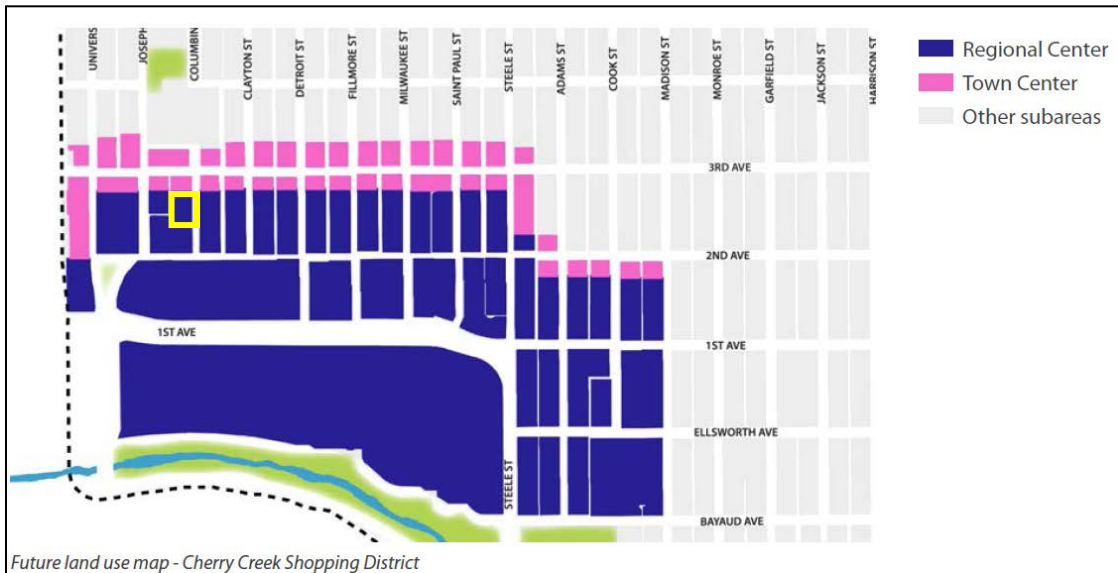 UNIVERS
JOSEPH
COLUMBIN
CLAYTON ST
DETROIT ST
FILLMORE ST
MILWAUKEE ST
SAINT PAUL ST
STEELE ST
ADAMS ST
COOK ST
MADISON ST
MONROE ST
GARFIELD ST
JACKSON ST
HARRISON ST
Regional Center
Town Center
Other subareas
3RD AVE
2ND AVE
1ST AVE
1ST AVE
ELLSWORTH AVE
STEELE ST
BAYAUD AVE
Future land use map - Cherry Creek Shopping District